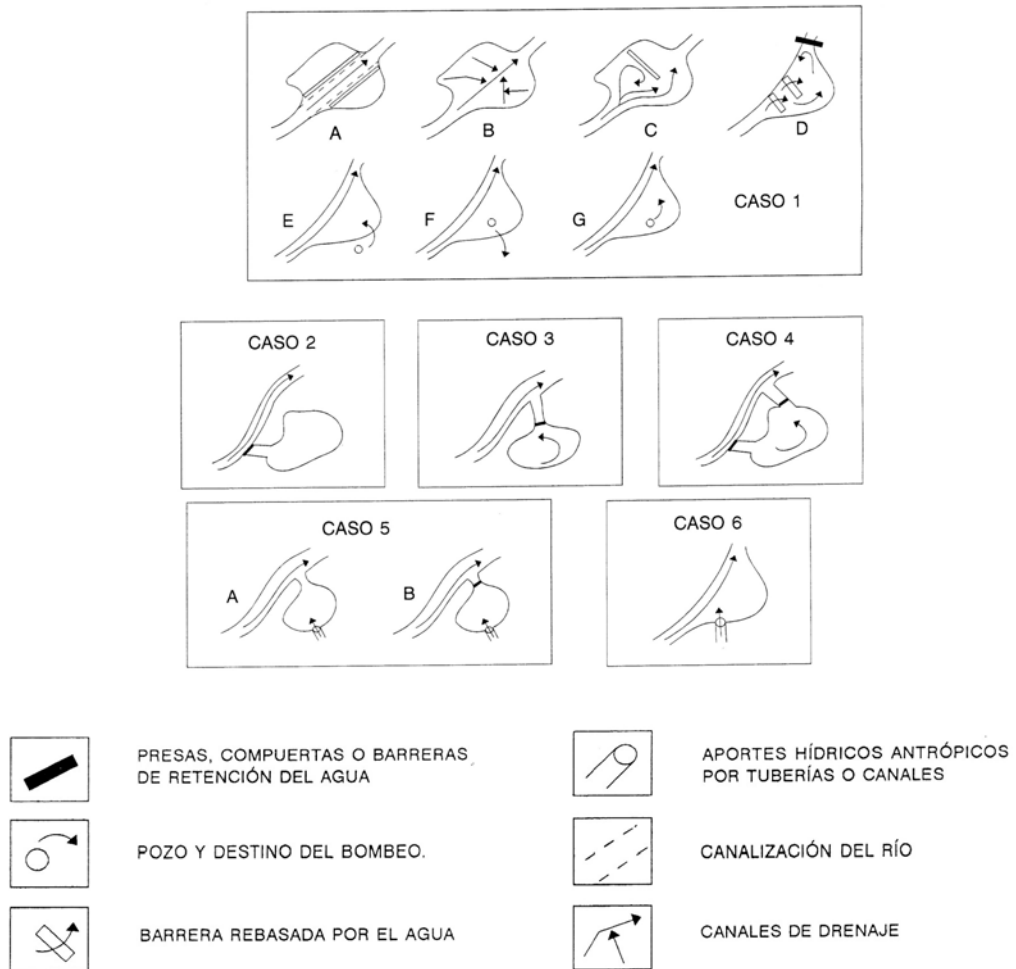 A
B
C
D
E
F
G
CASO 1
CASO 2
CASO 3
CASO 4
CASO 5
A
B
CASO 6
PRESAS, COMPUERTAS O BARRERAS
DE RETENCIÓN DEL AGUA
APORTES HÍDRICOS ANTRÓPICOS
POR TUBERÍAS O CANALES
POZO Y DESTINO DEL BOMBEO.
CANALIZACIÓN DEL RÍO
BARRERA REBASADA POR EL AGUA
CANALES DE DRENAJE